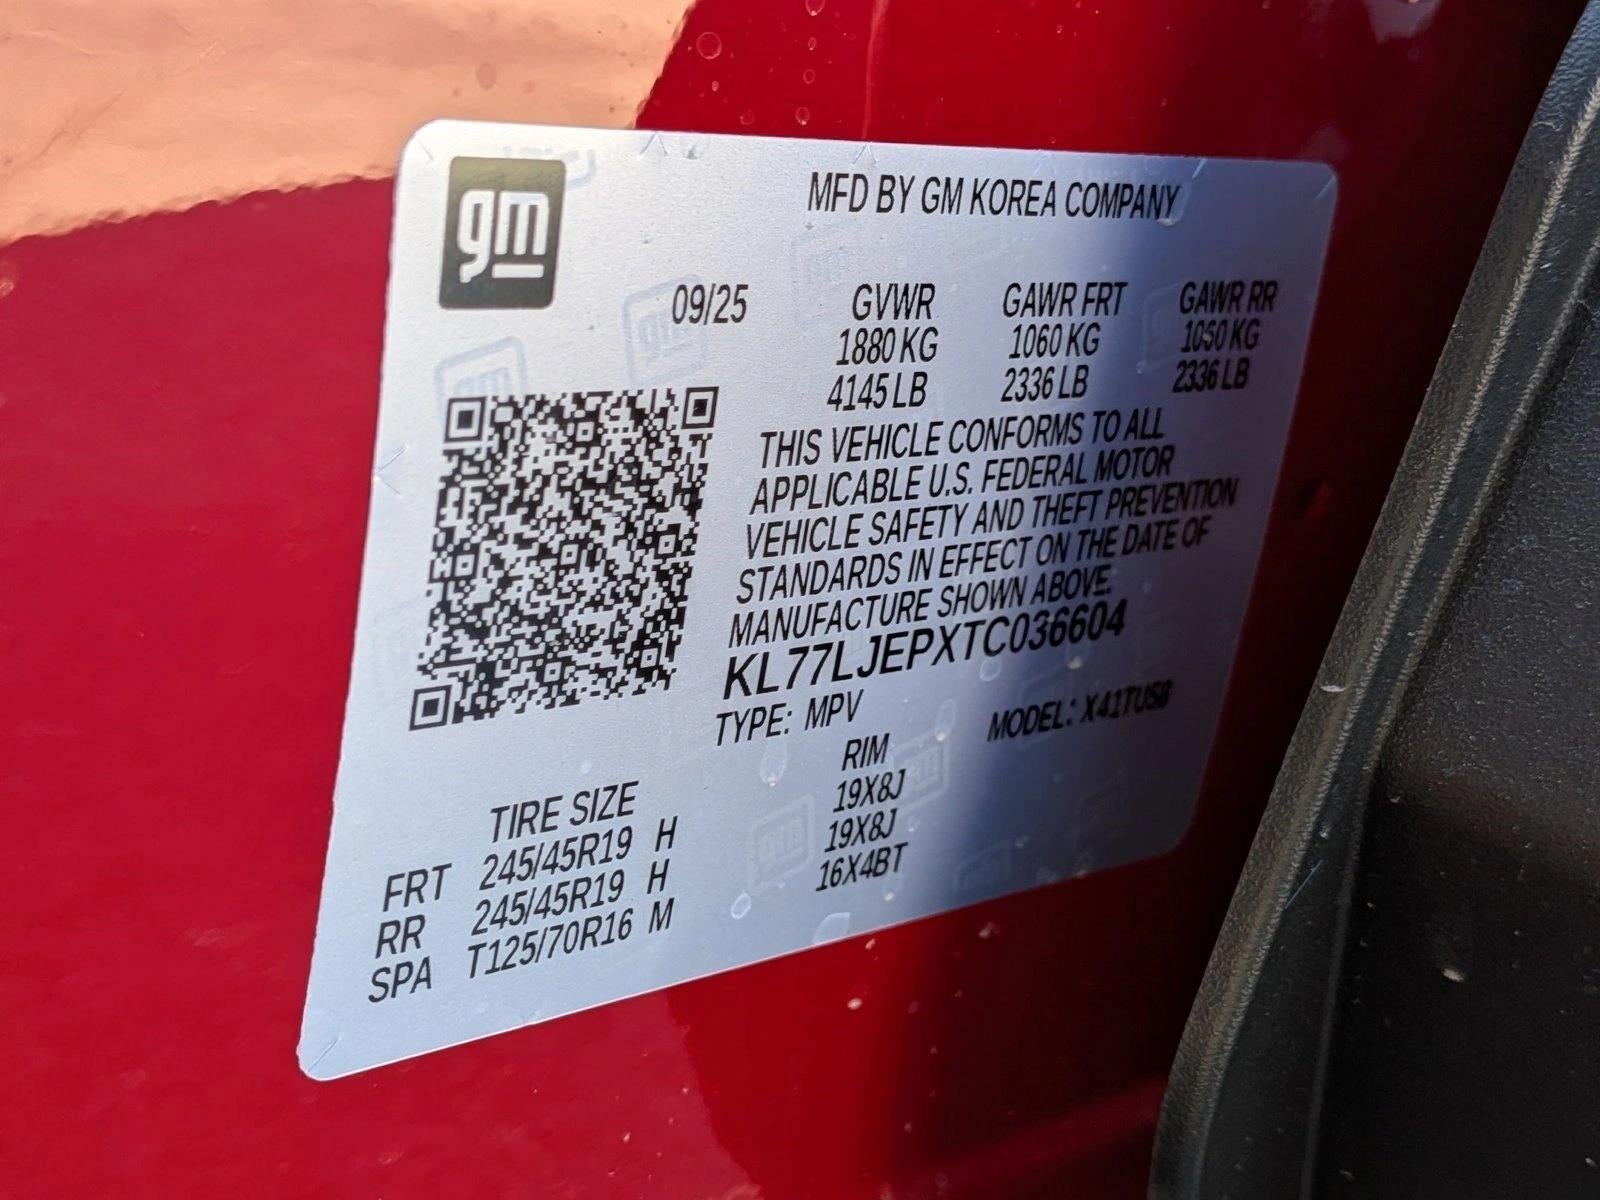 gm
MFD BY GM KOREA COMPANY
09/25 GVWR GAWR FRT GAWR RR
1880 KG 1060 KG 1050 KG
4145 LB 2336 LB 2336 LB
THIS VEHICLE CONFORMS TO ALL
APPLICABLE U.S. FEDERAL MOTOR
VEHICLE SAFETY AND THEFT PREVENTION
STANDARDS IN EFFECT ON THE DATE OF
MANUFACTURE SHOWN ABOVE.
KL77LJEPXTC036604
TYPE: MPV MODEL:
TIRE SIZE RIM
FRT 245/45R19 H 19X8J
RR 245/45R19 H 19X8J
SPA T125/70R16 M 16X4BT